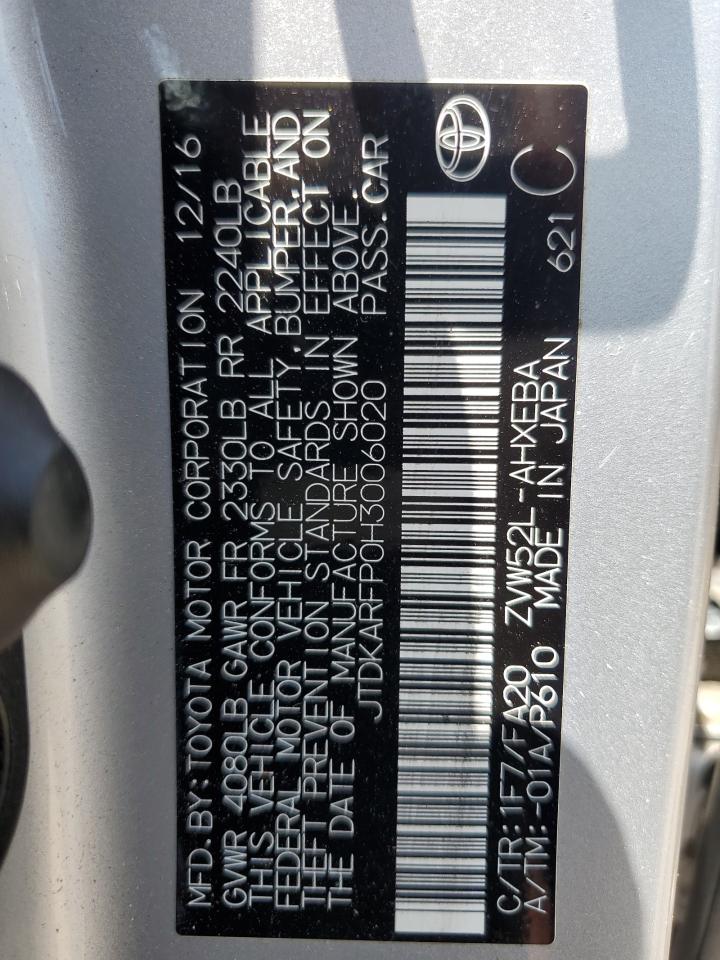 MFD.BY:TOYOTA MOTOR CORPORATION 12/16
GVWR 4080LB GAWR FR 2330LB RR 2240LB
THIS VEHICLE CONFORMS TO ALL APPLICABLE
FEDERAL MOTOR VEHICLE SAFETY,BUMPER,AND
THEFT PREVENTION STANDARDS IN EFFECT ON
THE DATE OF MANUFACTURE SHOWN ABOVE.
JTDKARFP0H3006020 PASS.CAR
C/TR:1F7/FA20 ZVW52L-AHXEBA
A/TM:-01A/P610 MADE IN JAPAN 621 C